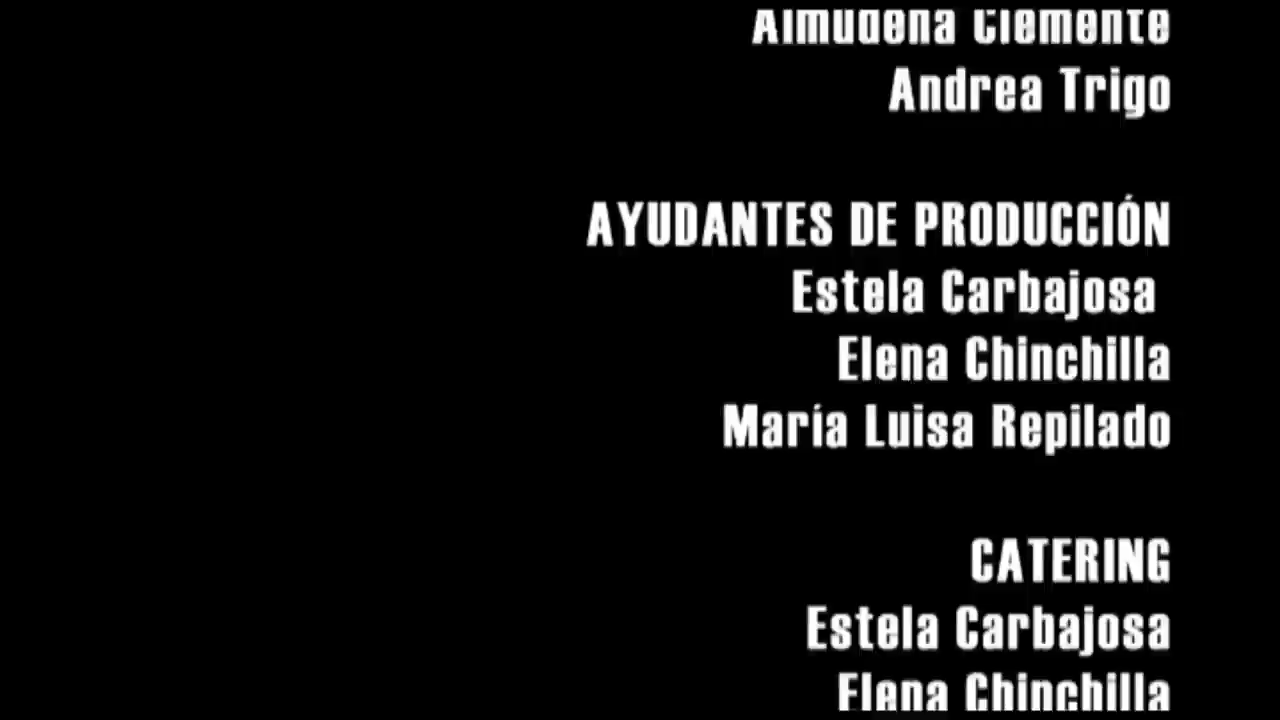 Almudena Clemente
Andrea Trigo
AYUDANTES DE PRODUCCIÓN
Estela Carbajosa
Elena Chinchilla
María Luisa Repilado
CATERING
Estela Carbajosa
Elena Chinchilla